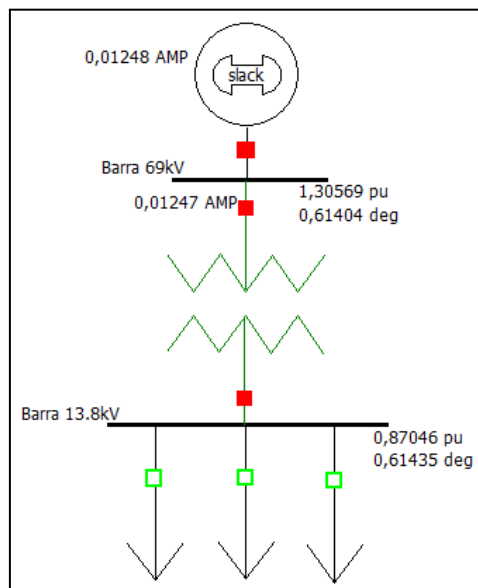 0,01248 AMP
slack
Barra 69kV
1,30569 pu
0,01247 AMP
0,61404 deg
Barra 13.8kV
0,87046 pu
0,61435 deg